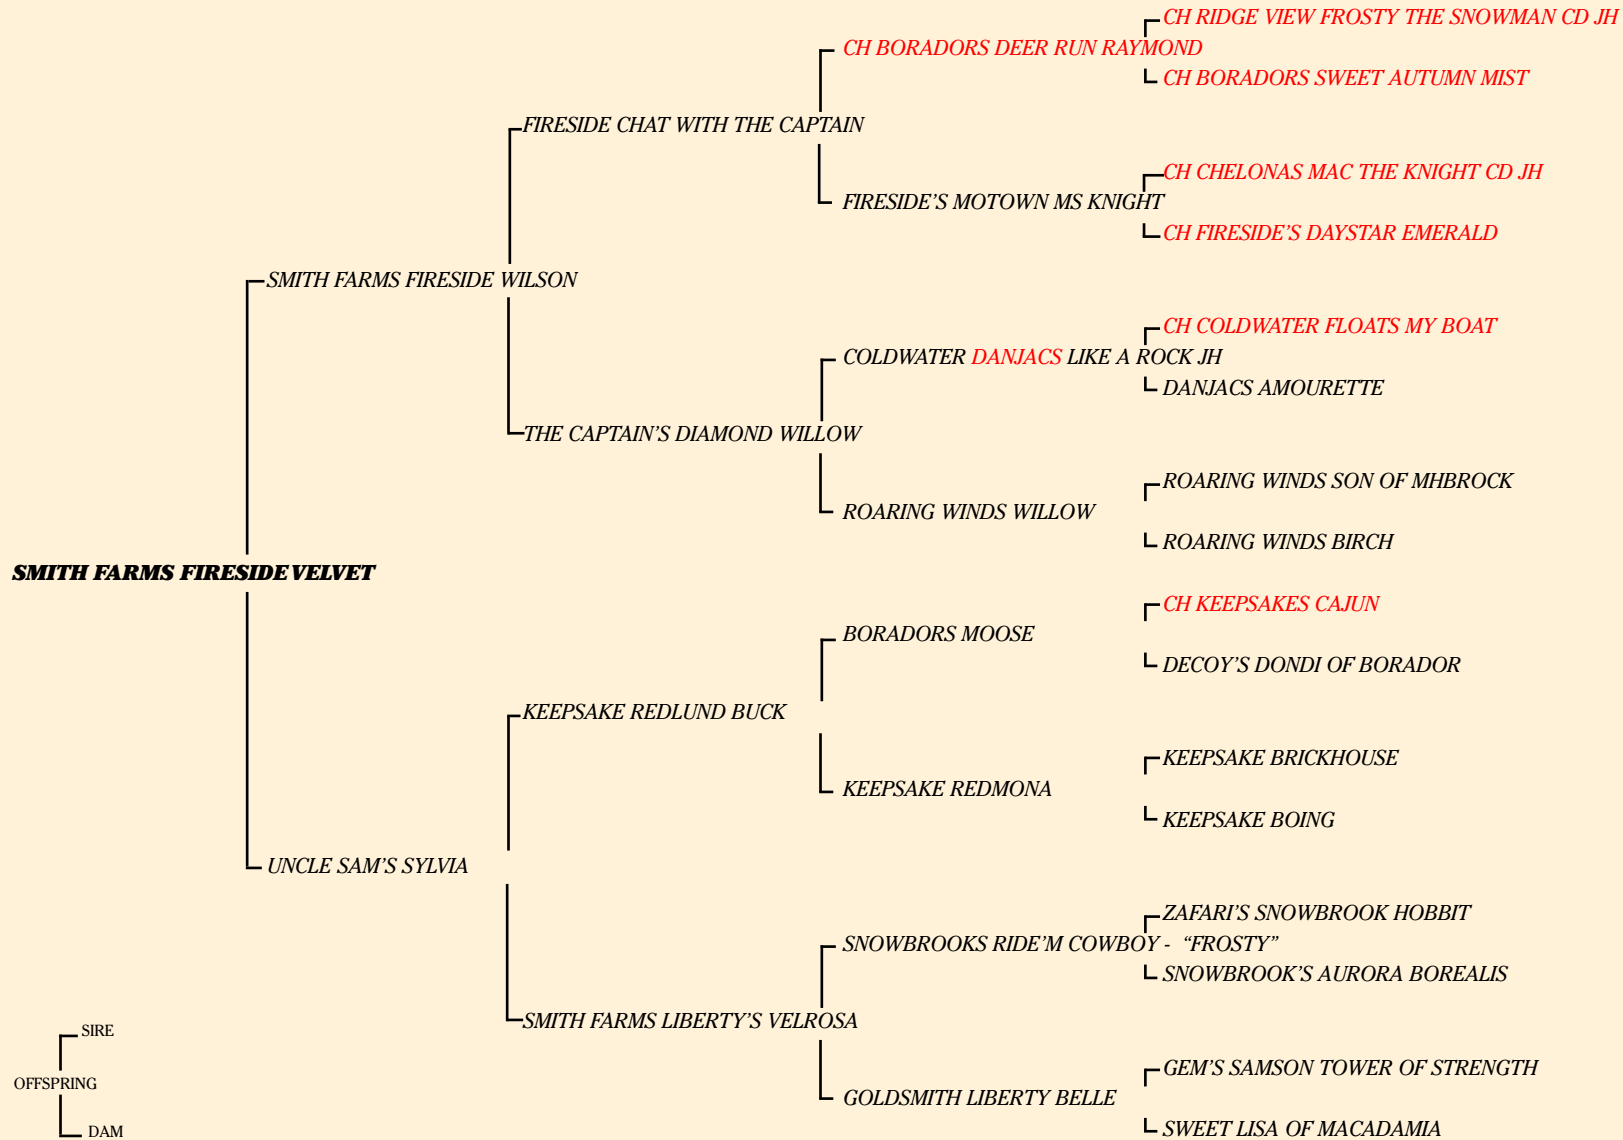 CH RIDGE VIEW FROSTY THE SNOWMAN CD JH
CH BORADORS DEER RUN RAYMOND
CH BORADORS SWEET AUTUMN MIST
FIRESIDE CHAT WITH THE CAPTAIN
CH CHELONAS MAC THE KNIGHT CD JH
FIRESIDE'S MOTOWN MS KNIGHT
CH FIRESIDE'S DAYSTAR EMERALD
SMITH FARMS FIRESIDE WILSON
CH COLDWATER FLOATS MY BOAT
COLDWATER DANJACS LIKE A ROCK JH
DANJACS AMOURETTE
THE CAPTAIN'S DIAMOND WILLOW
ROARING WINDS SON OF MHBROCK
ROARING WINDS WILLOW
ROARING WINDS BIRCH
SMITH FARMS FIRESIDE VELVET
CH KEEPSAKES CAJUN
BORADORS MOOSE
DECOY'S DONDI OF BORADOR
KEEPSAKE REDLUND BUCK
KEEPSAKE BRICKHOUSE
KEEPSAKE REDMONA
KEEPSAKE BOING
UNCLE SAM'S SYLVIA
ZAFARI'S SNOWBROOK HOBBIT
SNOWBROOKS RIDE'M COWBOY - “FROSTY”
SNOWBROOK'S AURORA BOREALIS
SMITH FARMS LIBERTY'S VELROSA
GEM'S SAMSON TOWER OF STRENGTH
GOLDSMITH LIBERTY BELLE
SWEET LISA OF MACADAMIA
SIRE
OFFSPRING
DAM